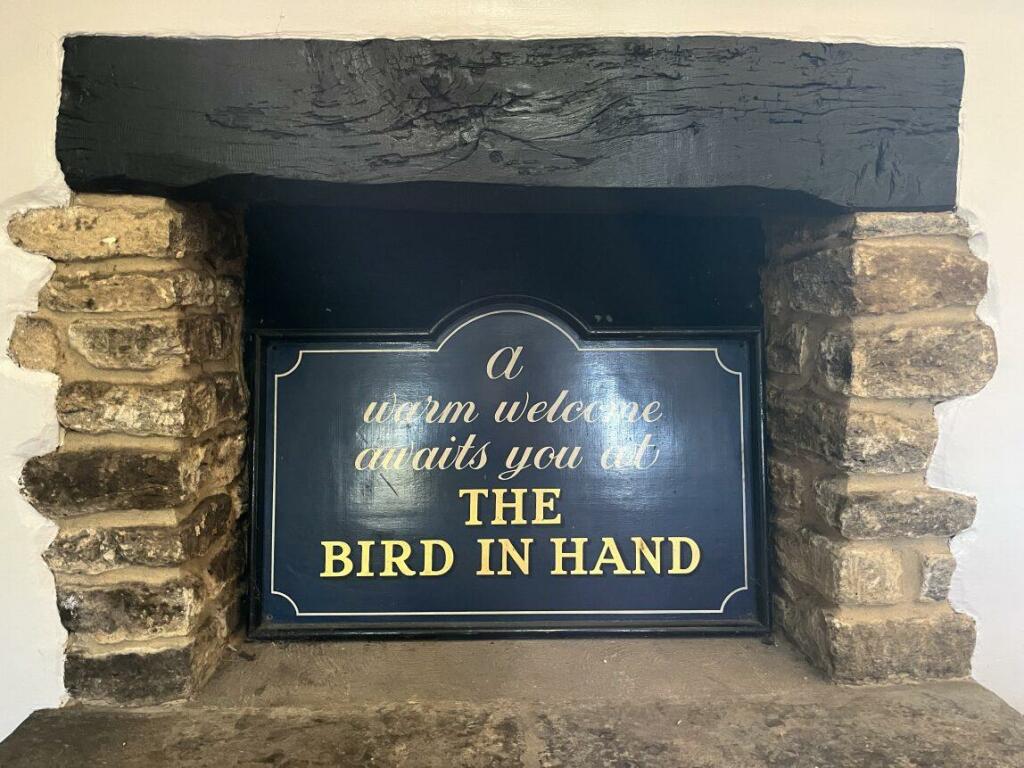 a
warm welcome
awaits you at
THE
BIRD IN HAND